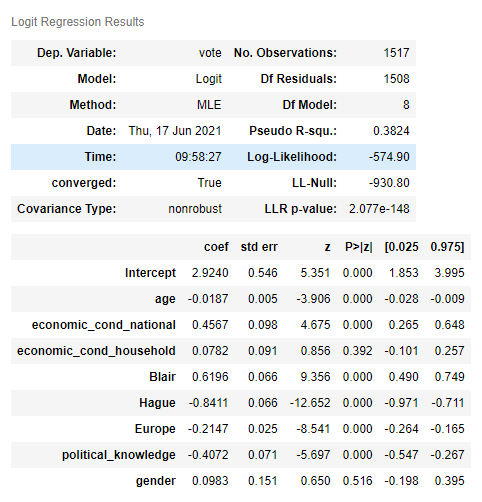 Logit Regression Results
Dep. Variable: vote No. Observations: 1517
Model: Logit Df Residuals: 1508
Method: MLE Df Model: 8
Date: Thu, 17 Jun 2021 Pseudo R-squ.: 0.3824
Time: 09:58:27 Log-Likelihood: -574.90
converged: True LL-Null: -930.80
Covariance Type: nonrobust LLR p-value: 2.077e-148
coef std err z P>|z| [0.025 0.975]
Intercept 2.9240 0.546 5.351 0.000 1.853 3.995
age -0.0187 0.005 -3.906 0.000 -0.028 -0.009
economic_cond_national 0.4567 0.098 4.675 0.000 0.265 0.648
economic_cond_household 0.0782 0.091 0.856 0.392 -0.101 0.257
Blair 0.6196 0.066 9.356 0.000 0.490 0.749
Hague -0.8411 0.066 -12.652 0.000 -0.971 -0.711
Europe -0.2147 0.025 -8.541 0.000 -0.264 -0.165
political_knowledge -0.4072 0.071 -5.697 0.000 -0.547 -0.267
gender 0.0983 0.151 0.650 0.516 -0.198 0.395